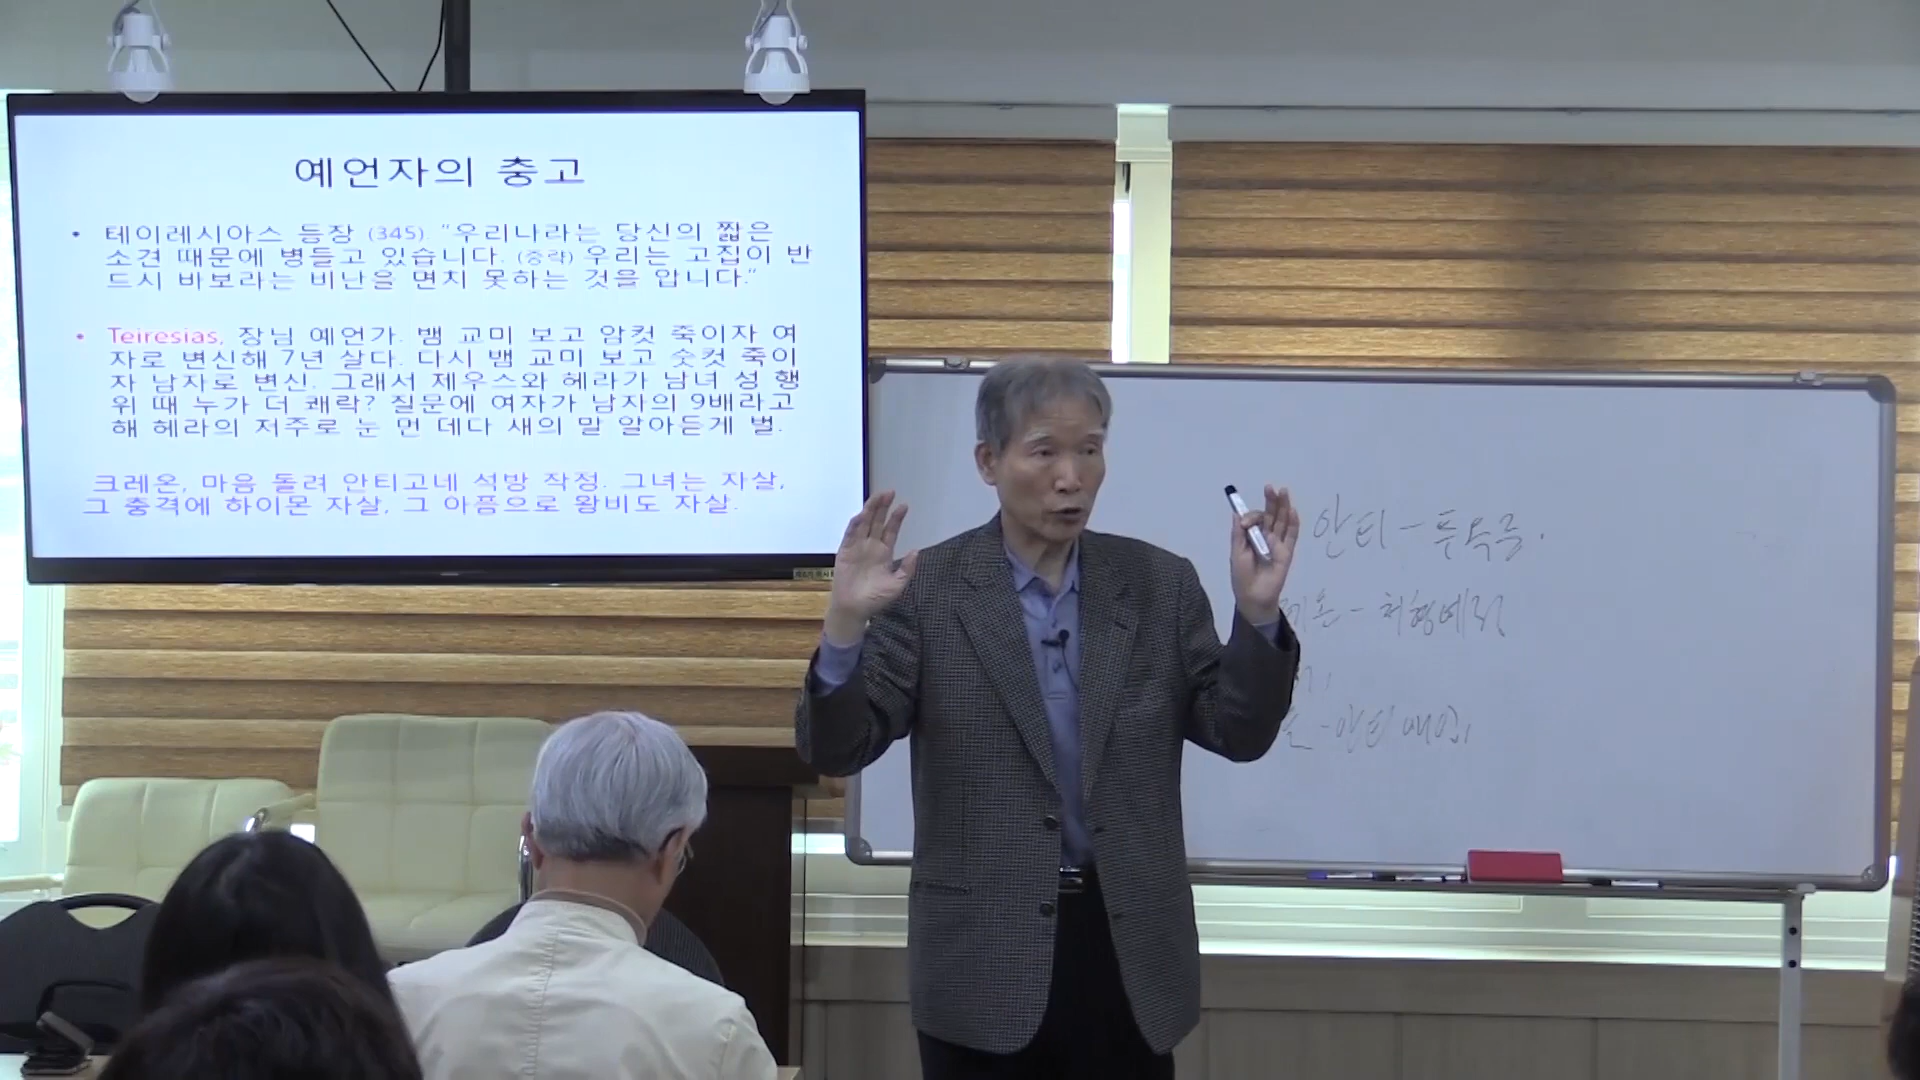 예언자의 충고
• 테이레시아스 등장 (345). “우리나라는 당신의 짧은
소견 때문에 병들고 있습니다. (중략) 우리는 고집이 반
드시 바보라는 비난을 면치 못하는 것을 압니다.”
• Teiresias, 장님 예언가. 뱀 교미 보고 암컷 죽이자 여
자로 변신해 7년 살다. 다시 뱀 교미 보고 숫컷 죽이
자 남자로 변신. 그래서 제우스와 헤라가 남녀 성 행
위 때 누가 더 쾌락? 질문에 여자가 남자의 9배라고
해 헤라의 저주로 눈 먼 데다 새의 말 알아듣게 벌.
크레온, 마음 돌려 안티고네 석방 작정. 그녀는 자살,
그 충격에 하이몬 자살, 그 아픔으로 왕비도 자살.
안티 -
레온 - 처형예정
- 안티 애인